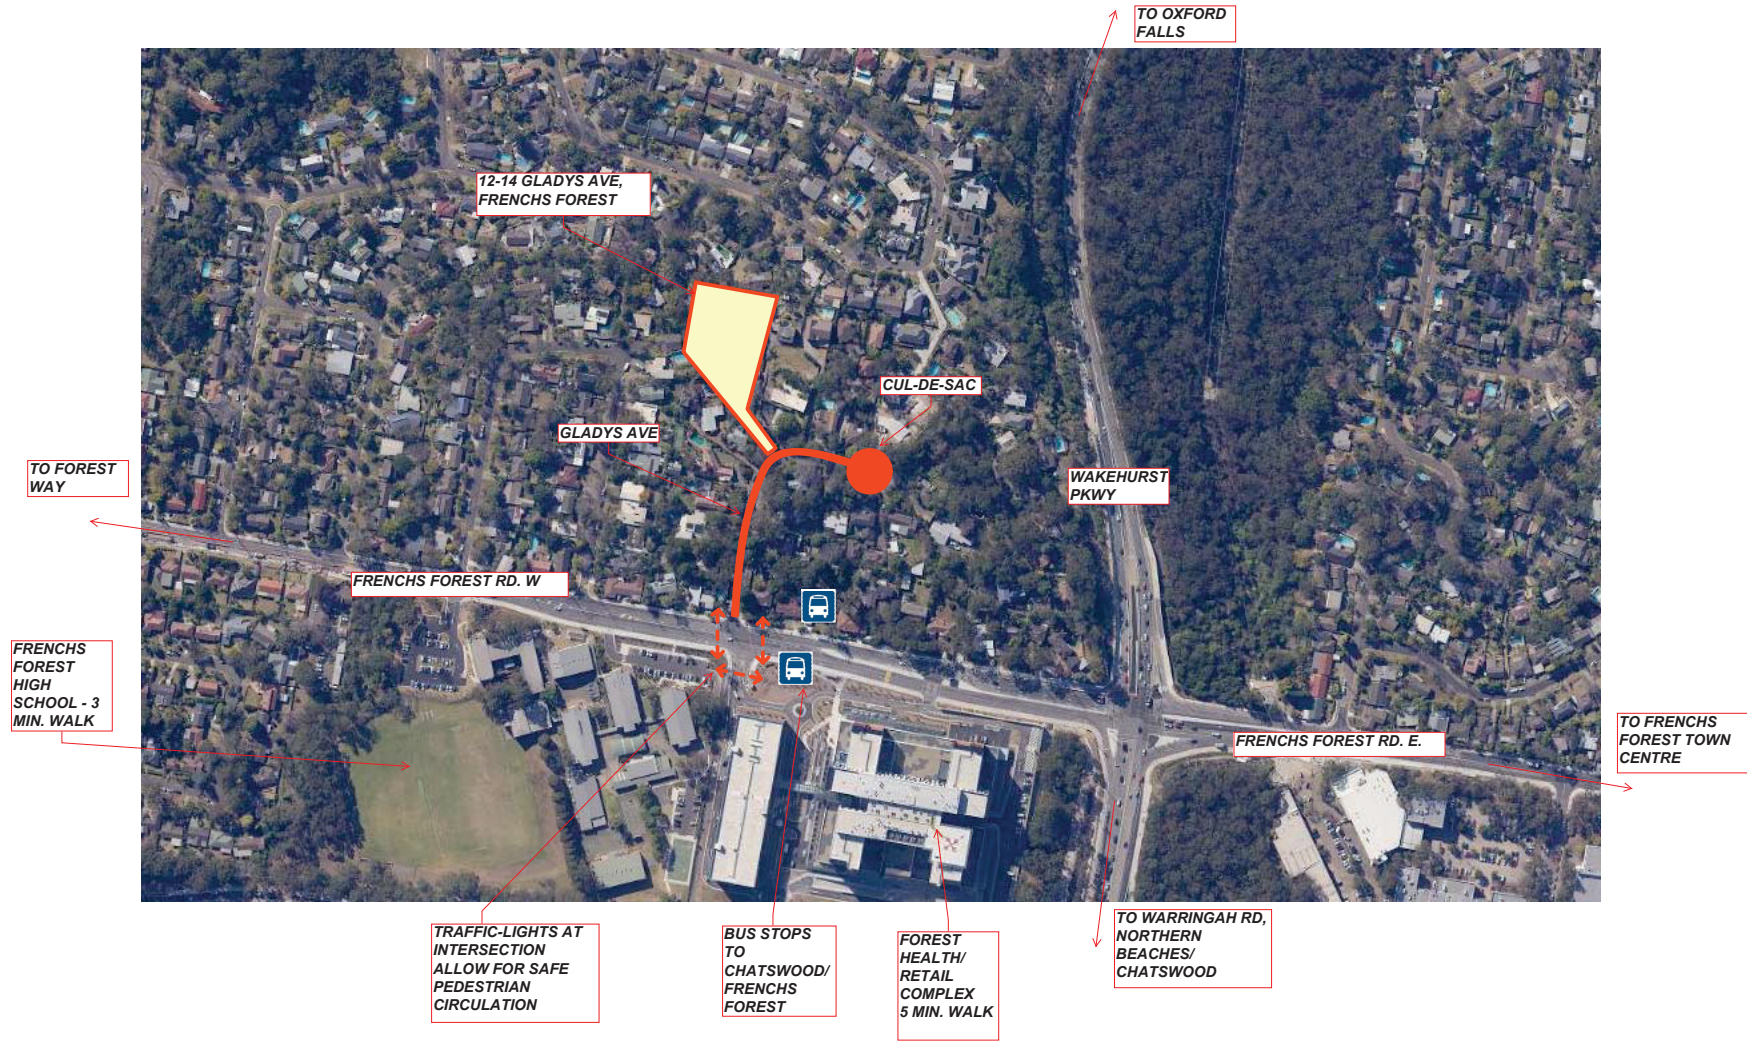 TO OXFORD
FALLS
12-14 GLADYS AVE,
FRENCHS FOREST
CUL-DE-SAC
GLADYS AVE
TO FOREST
WAY
WAKEHURST
PKWY
FRENCHS FOREST RD. W
FRENCHS
FOREST
HIGH
SCHOOL - 3
MIN. WALK
FRENCHS FOREST RD. E.
TO FRENCHS
FOREST TOWN
CENTRE
TRAFFIC-LIGHTS AT
INTERSECTION
ALLOW FOR SAFE
PEDESTRIAN
CIRCULATION
BUS STOPS
TO
CHATSWOOD/
FRENCHS
FOREST
FOREST
HEALTH/
RETAIL
COMPLEX
5 MIN. WALK
TO WARRINGAH RD,
NORTHERN
BEACHES/
CHATSWOOD